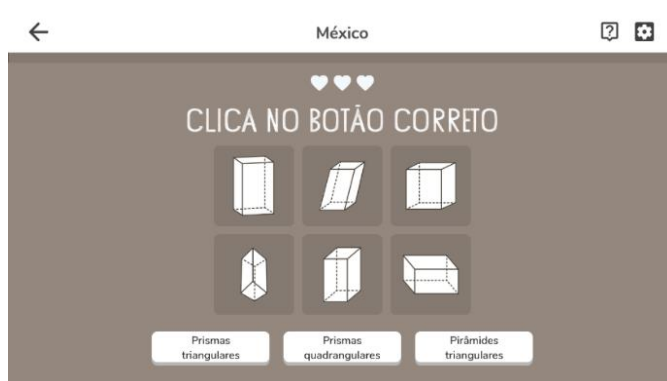 México
CLICA NO BOTÃO CORRETO
Prismas
triangulares
Prismas
quadrangulares
Pirâmides
triangulares